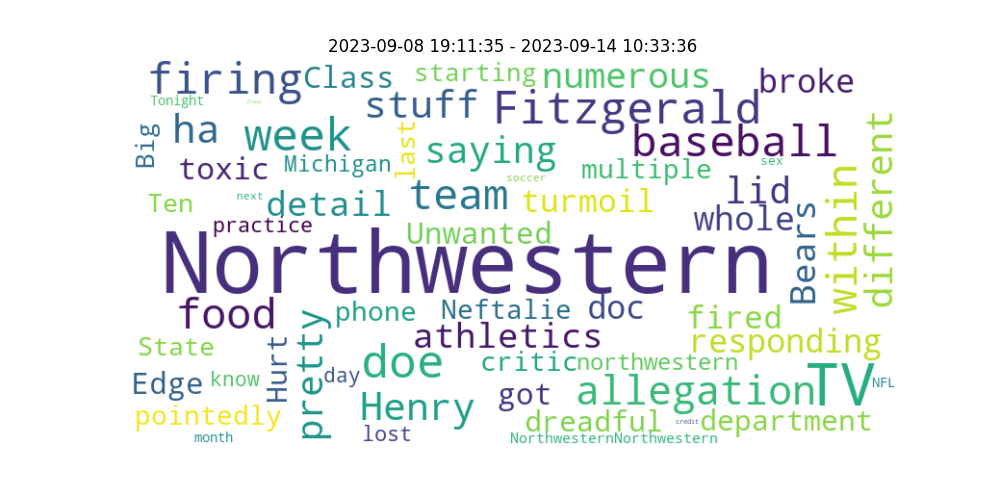 2023-09-08 19:11:35 - 2023-09-14 10:33:36
firing
Class
starting
numerous
broke
Tonight
Crazy
stuff
Fitzgerald
Big
ha
week
last
saying
baseball
different
toxic
Michigan
multiple
sex
soccer
within
Ten
next
detail
team
turmoil
lid
whole
Bears
practice
Unwanted
Northwestern
food
phone
Neftalie
doc
fired
State
Hurt
pretty
athletics
responding
Edge
know
day
doe
critic
northwestern
NFL
pointedly
Henry
got
allegation
TV
month
lost
dreadful
credit
department
NorthwesternNorthwestern